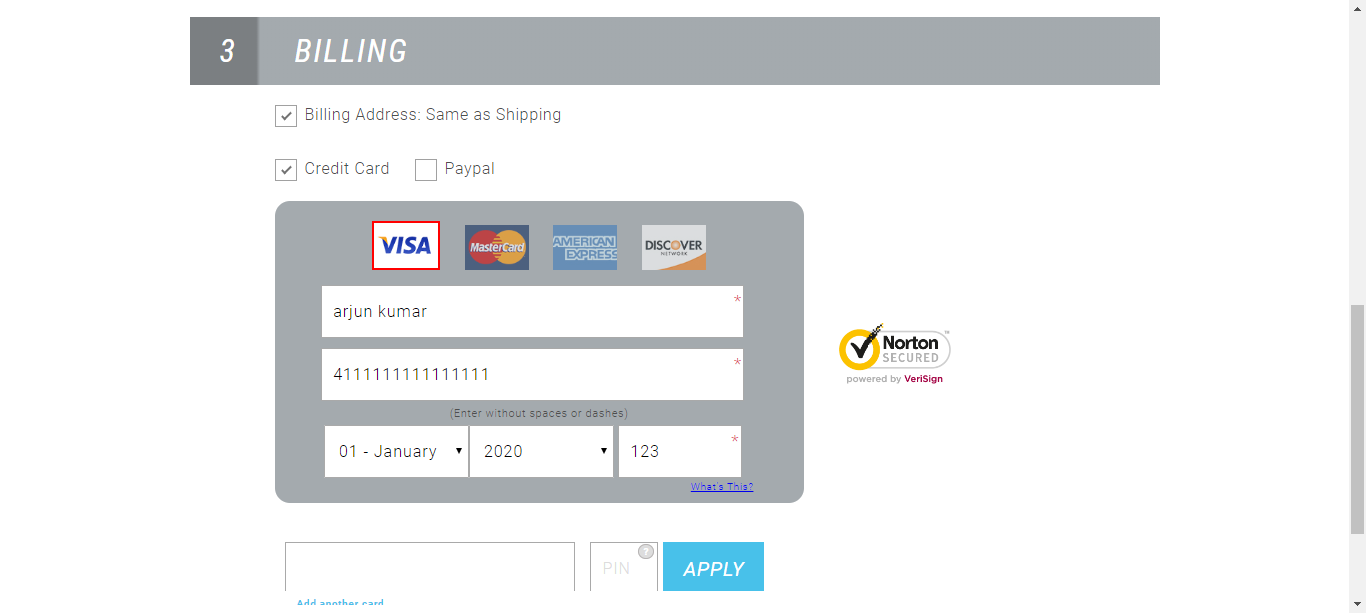 3 BILLING
Billing Address: Same as Shipping
Credit Card Paypal
VISA MasterCard AMERICAN EXPRESS DISCOVER NETWORK
arjun kumar *
4111111111111111 *
(Enter without spaces or dashes)
01 - January 2020 123 *
What's This?
Norton
SECURED
powered by VeriSign
PIN ? APPLY
Add another card